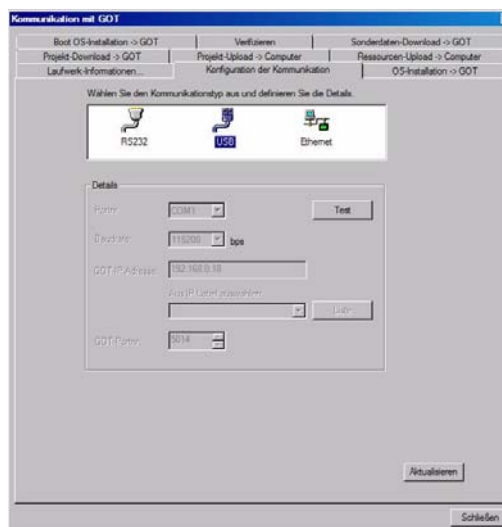 Kommunikation mit GOT
Boot OS-Installation -> GOT
Verifizieren
Sonderdaten-Download -> GOT
Projekt-Download -> GOT
Projekt-Upload -> Computer
Ressourcen-Upload -> Computer
Laufwerk-Informationen...
Konfiguration der Kommunikation
OS-Installation -> GOT
Wählen Sie den Kommunikationstyp aus und definieren Sie die Details.
RS232
USB
Ethernet
Details
COM1
Test
Baudrate:
115200
bps
GOT-IP Adresse:
192.168.0.18
5014
Aktualisieren
Schließen